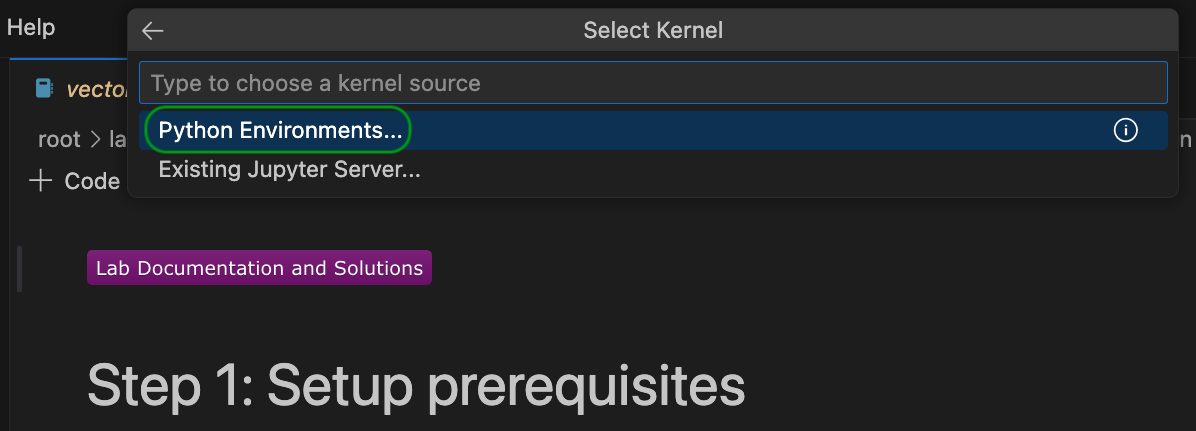 Help
Select Kernel
Type to choose a kernel source
vector
Python Environments...
root > la
Existing Jupyter Server...
+ Code
Lab Documentation and Solutions
Step 1: Setup prerequisites